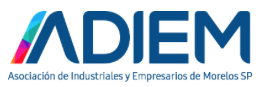 ADIEM
Asociación de Industriales y Empresarios de Morelos SP